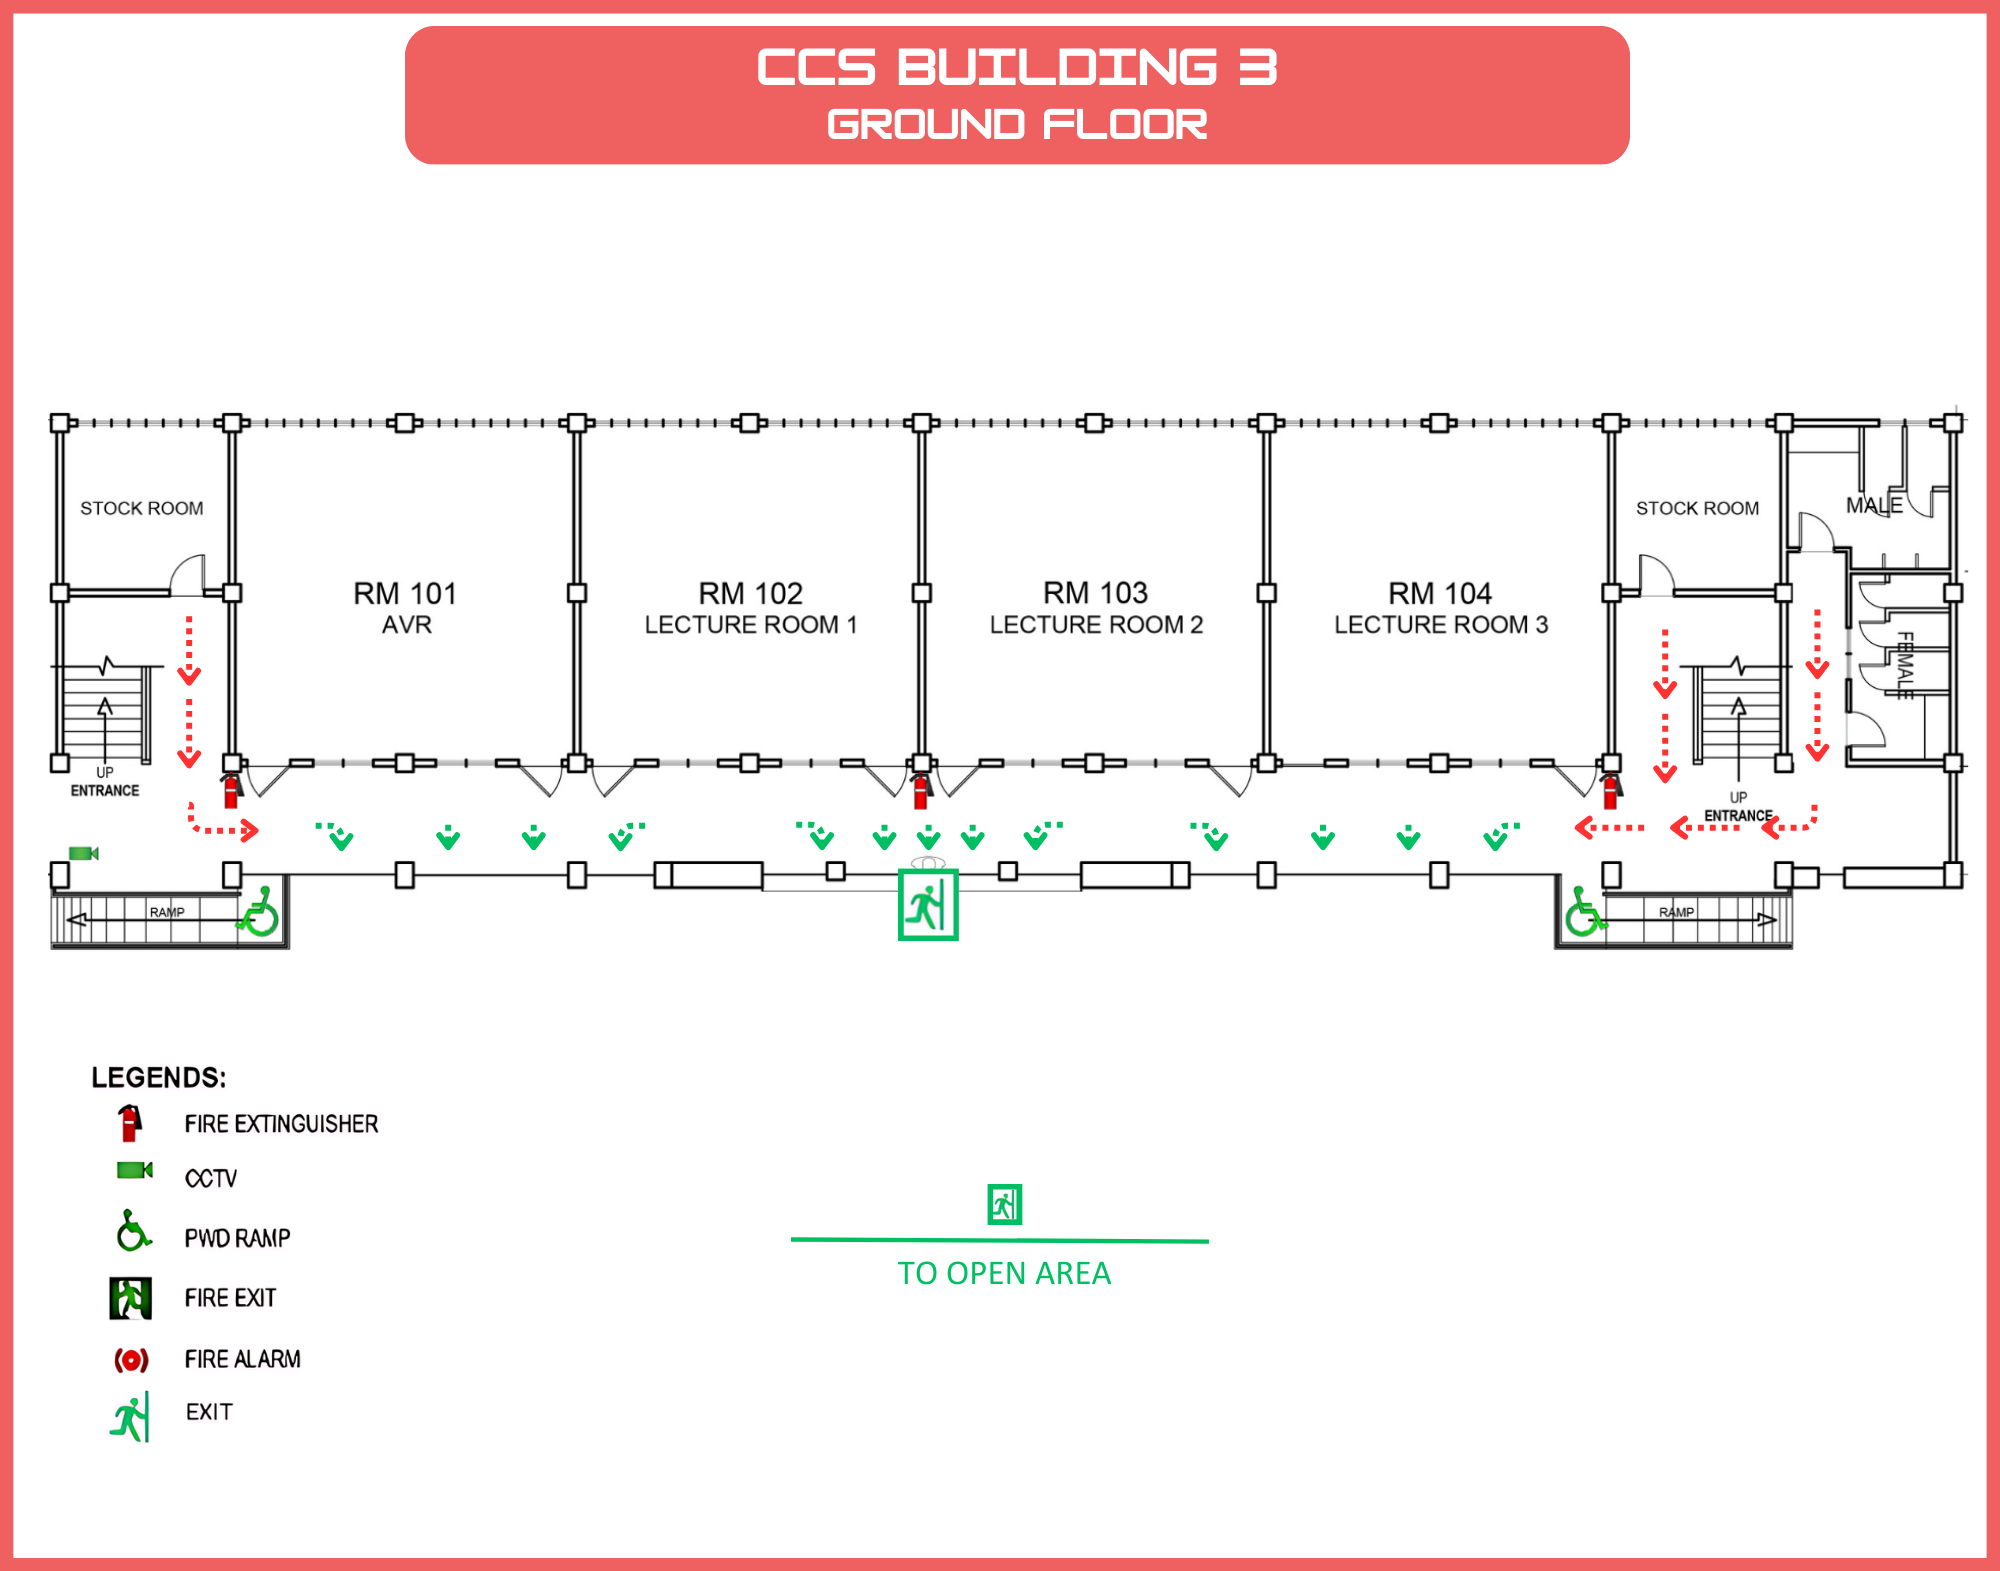 CCS BUILDING 3
GROUND FLOOR
STOCK ROOM
RM 101
AVR
RM 102
LECTURE ROOM 1
RM 103
LECTURE ROOM 2
RM 104
LECTURE ROOM 3
STOCK ROOM
MALE
FEMALE
UP
ENTRANCE
UP
ENTRANCE
RAMP
RAMP
LEGENDS:
FIRE EXTINGUISHER
CCTV
PWD RAMP
FIRE EXIT
FIRE ALARM
EXIT
TO OPEN AREA